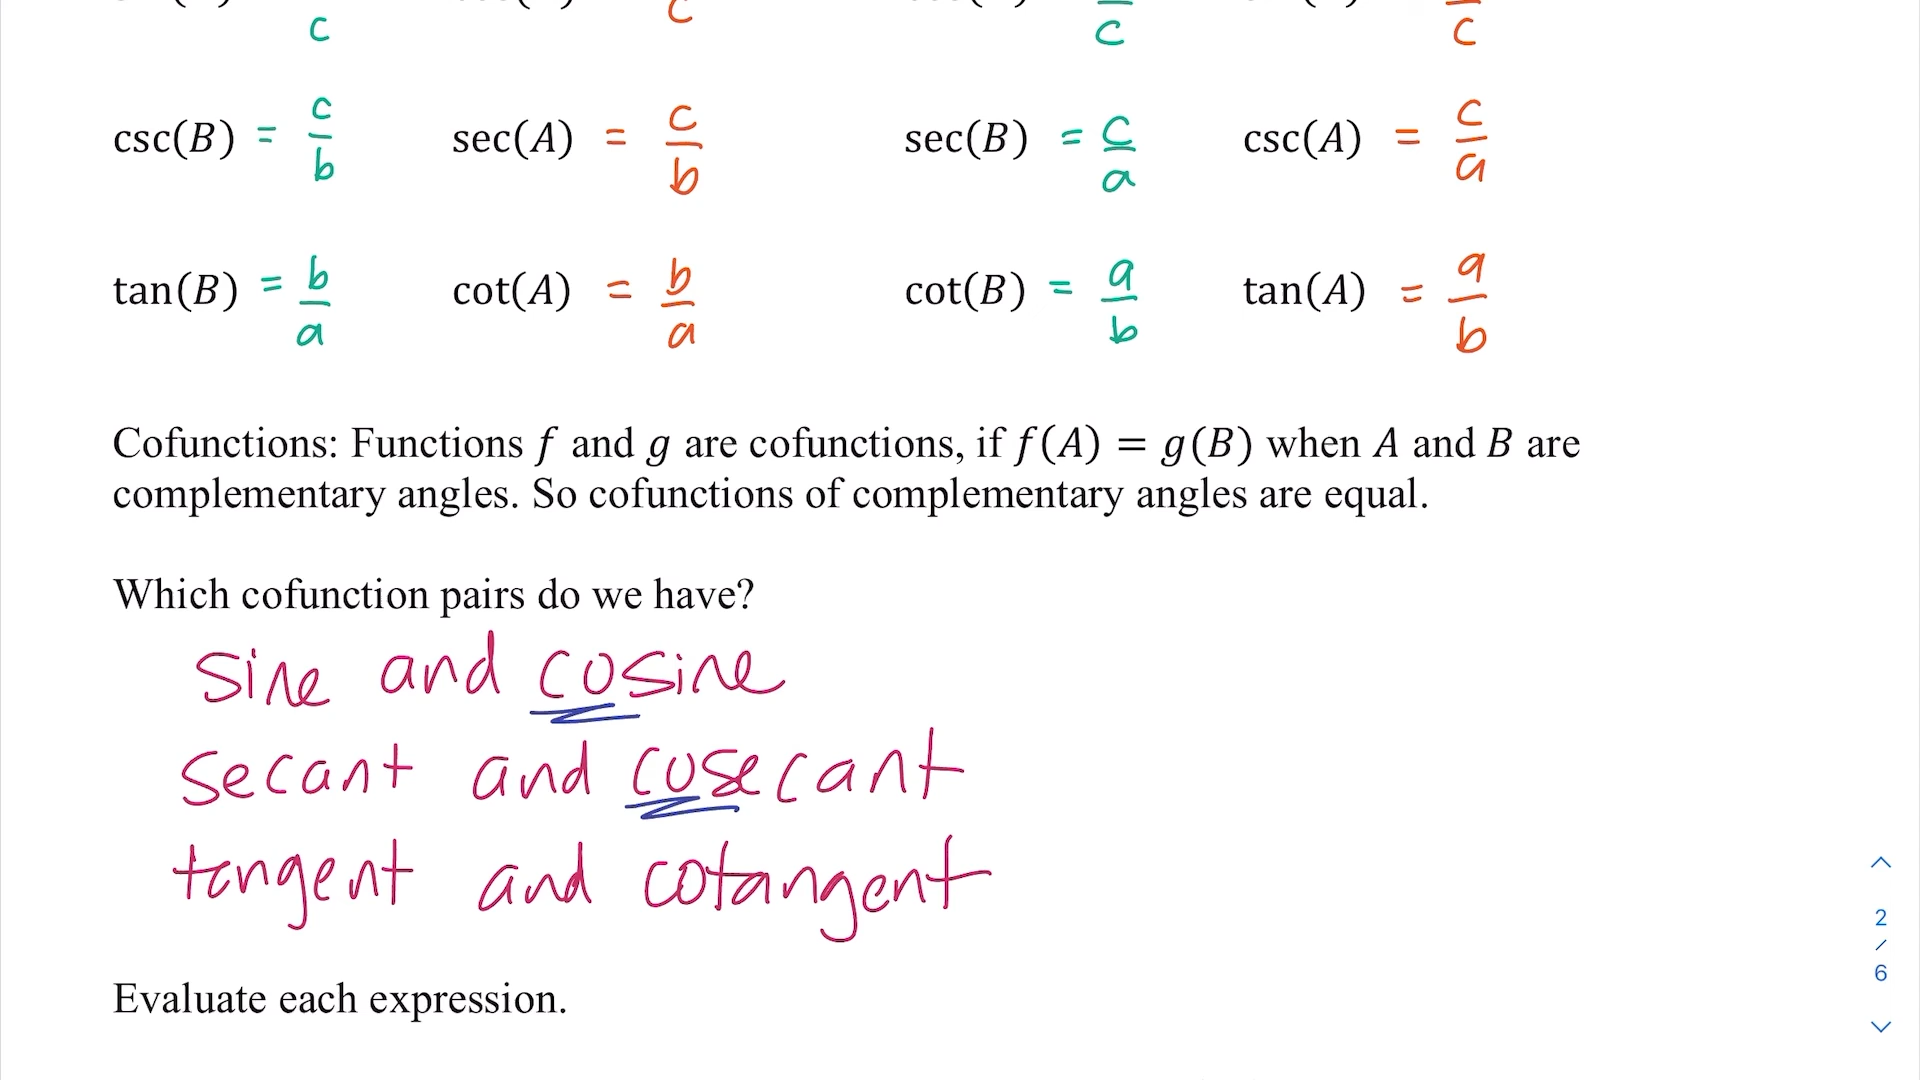 c c c c
csc(B) = c/b sec(A) = c/b sec(B) = c/a csc(A) = c/a
tan(B) = b/a cot(A) = b/a cot(B) = a/b tan(A) = a/b
Cofunctions: Functions f and g are cofunctions, if f(A) = g(B) when A and B are
complementary angles. So cofunctions of complementary angles are equal.
Which cofunction pairs do we have?
sine and cosine
secant and cosecant
tangent and cotangent
2
/
6
Evaluate each expression.